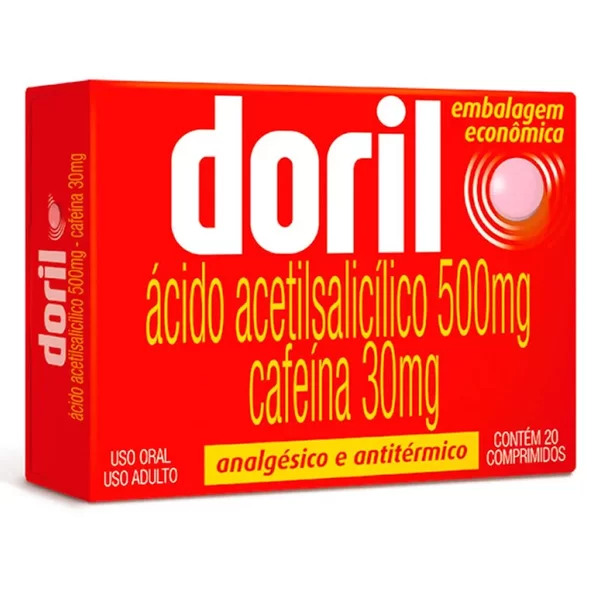 doril
embalagem
econômica
ácido acetilsalicílico 500mg
cafeína 30mg
USO ORAL
USO ADULTO
analgésico e antitérmico
CONTÉM 20
COMPRIMIDOS
doril
ácido acetilsalicílico 500mg - cafeína 30mg